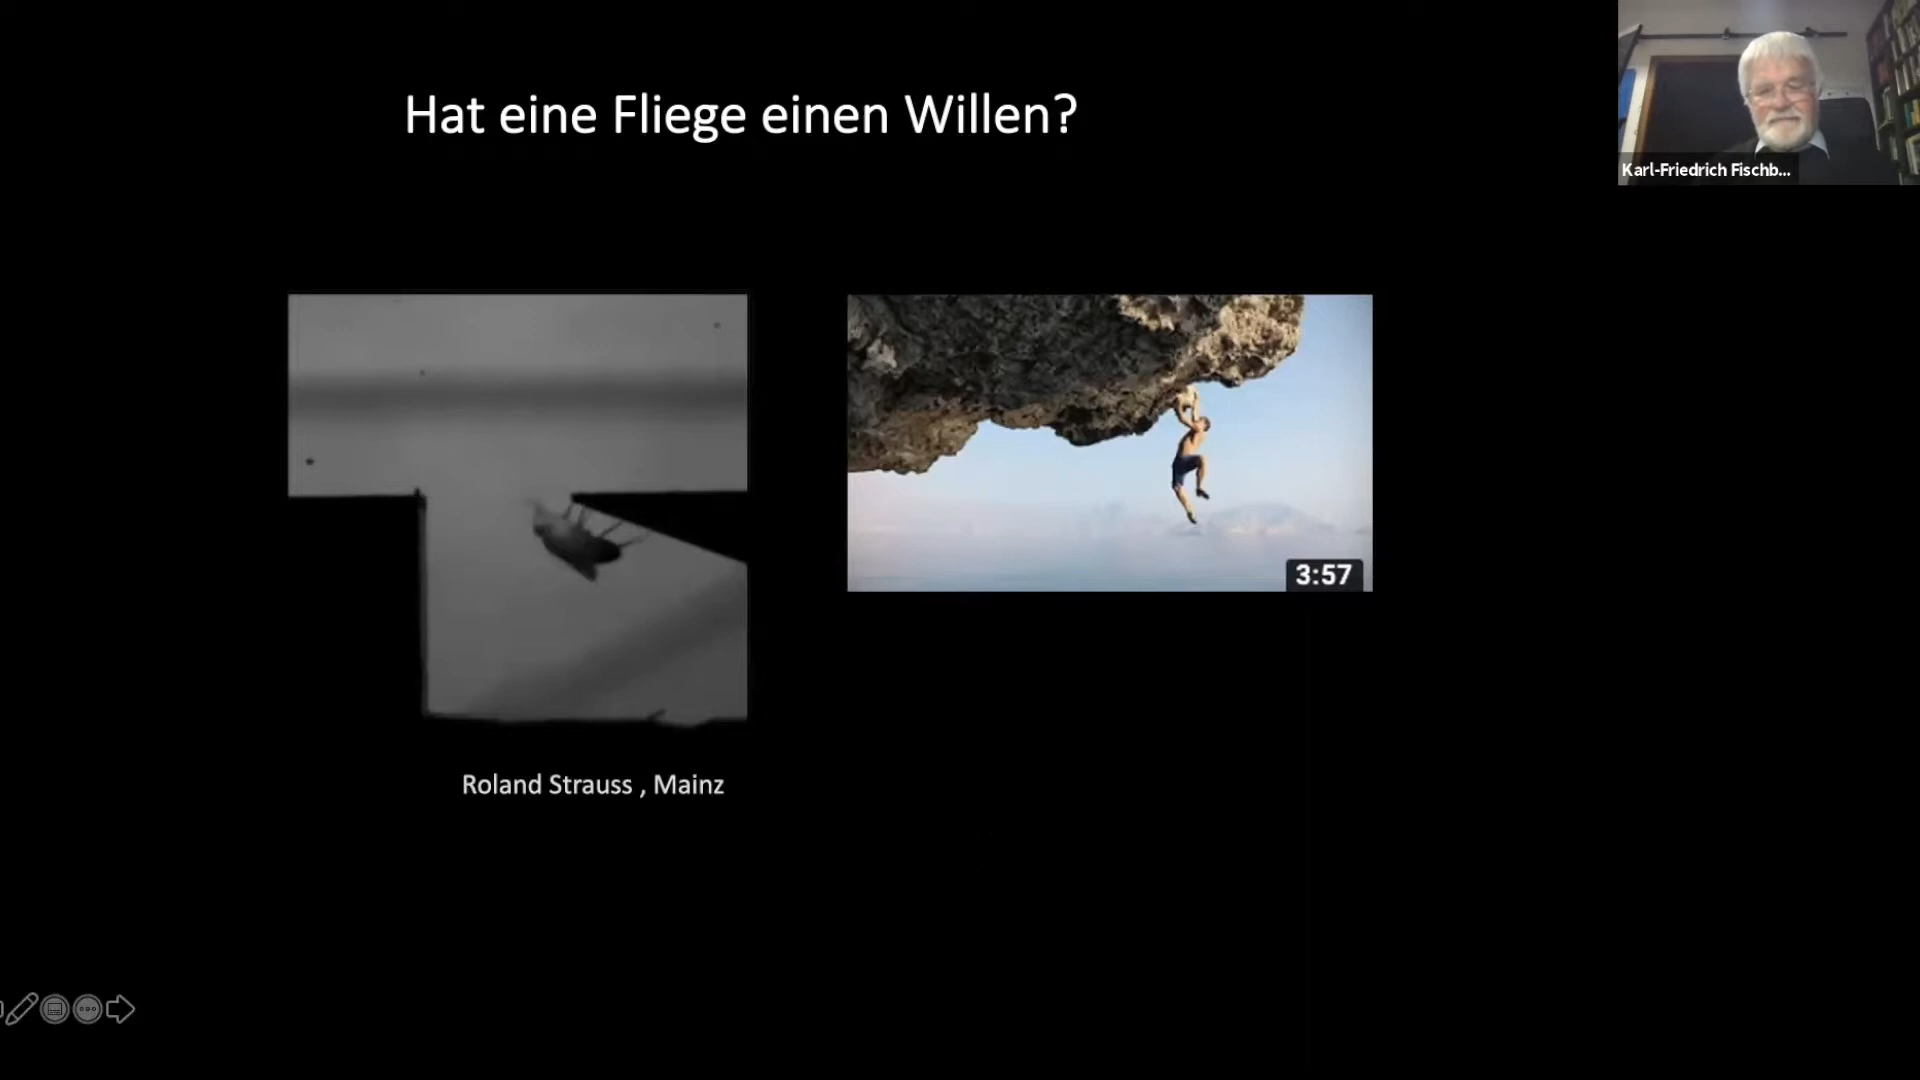 Hat eine Fliege einen Willen?
Karl-Friedrich Fischb...
3:57
Roland Strauss , Mainz